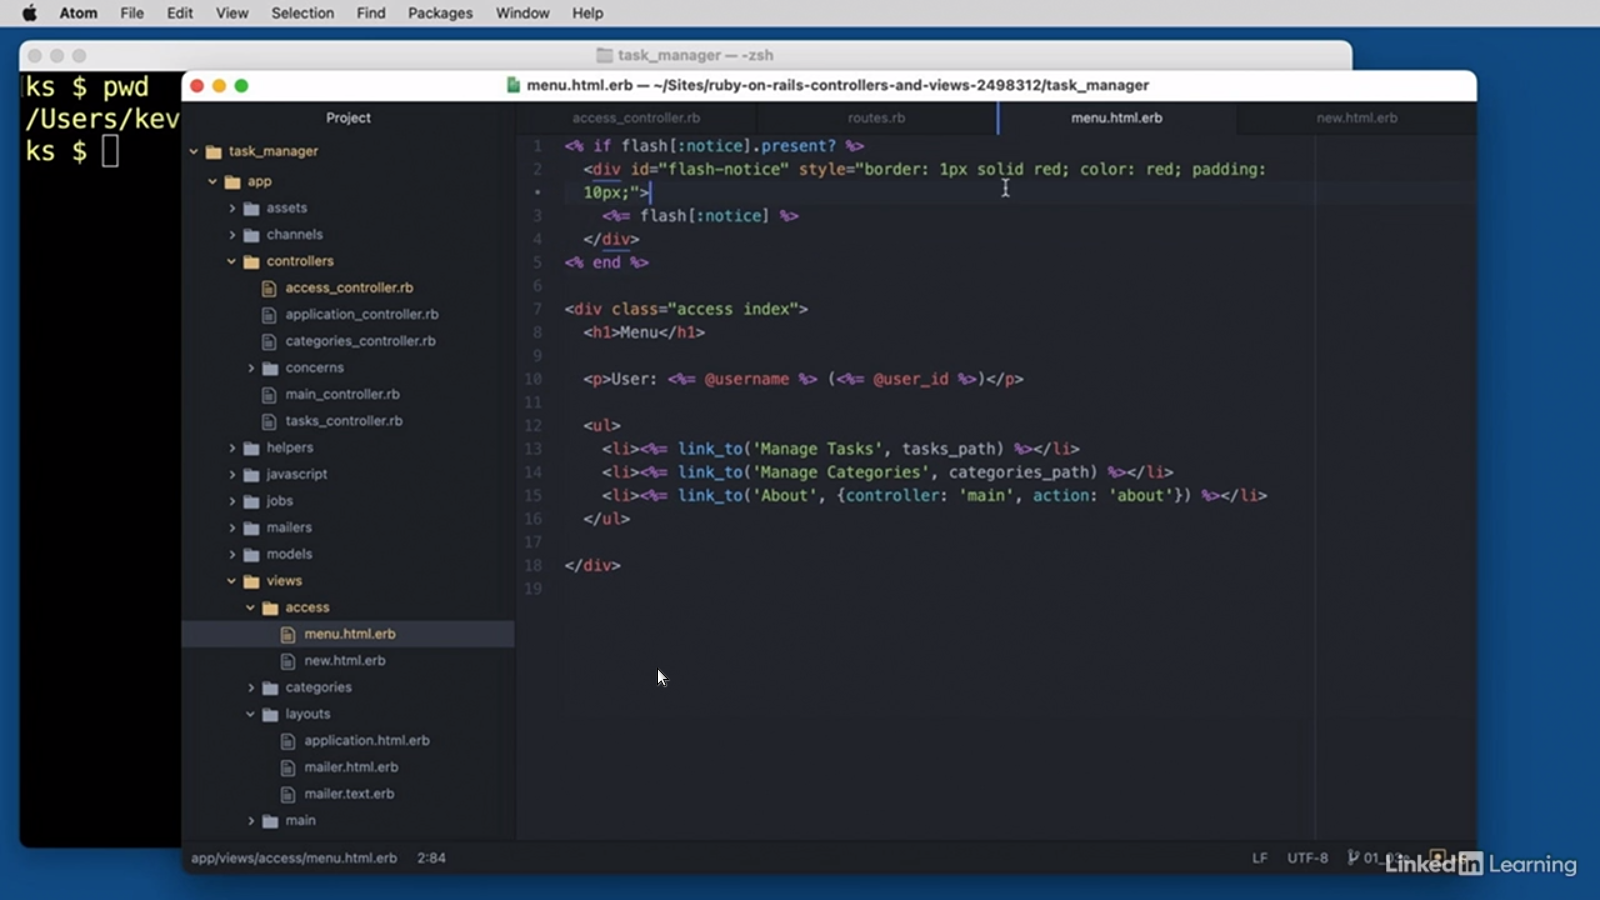 Atom File Edit View Selection Find Packages Window Help
task_manager — -zsh
ks $ pwd
/Users/kev
ks $
menu.html.erb — ~/Sites/ruby-on-rails-controllers-and-views-2498312/task_manager
Project
task_manager
app
assets
channels
controllers
access_controller.rb
application_controller.rb
categories_controller.rb
concerns
main_controller.rb
tasks_controller.rb
helpers
javascript
jobs
mailers
models
views
access
menu.html.erb
new.html.erb
categories
layouts
application.html.erb
mailer.html.erb
mailer.text.erb
main
access_controller.rb routes.rb menu.html.erb new.html.erb
1 <% if flash[:notice].present? %>
2 <div id="flash-notice" style="border: 1px solid red; color: red; padding:
• 10px;">
3 <%= flash[:notice] %>
4 </div>
5 <% end %>
6
7 <div class="access index">
8 <h1>Menu</h1>
9
10 <p>User: <%= @username %> (<%= @user_id %>)</p>
11
12 <ul>
13 <li><%= link_to('Manage Tasks', tasks_path) %></li>
14 <li><%= link_to('Manage Categories', categories_path) %></li>
15 <li><%= link_to('About', {controller: 'main', action: 'about'}) %></li>
16 </ul>
17
18 </div>
19
app/views/access/menu.html.erb 2:84 LF UTF-8
LinkedIn Learning